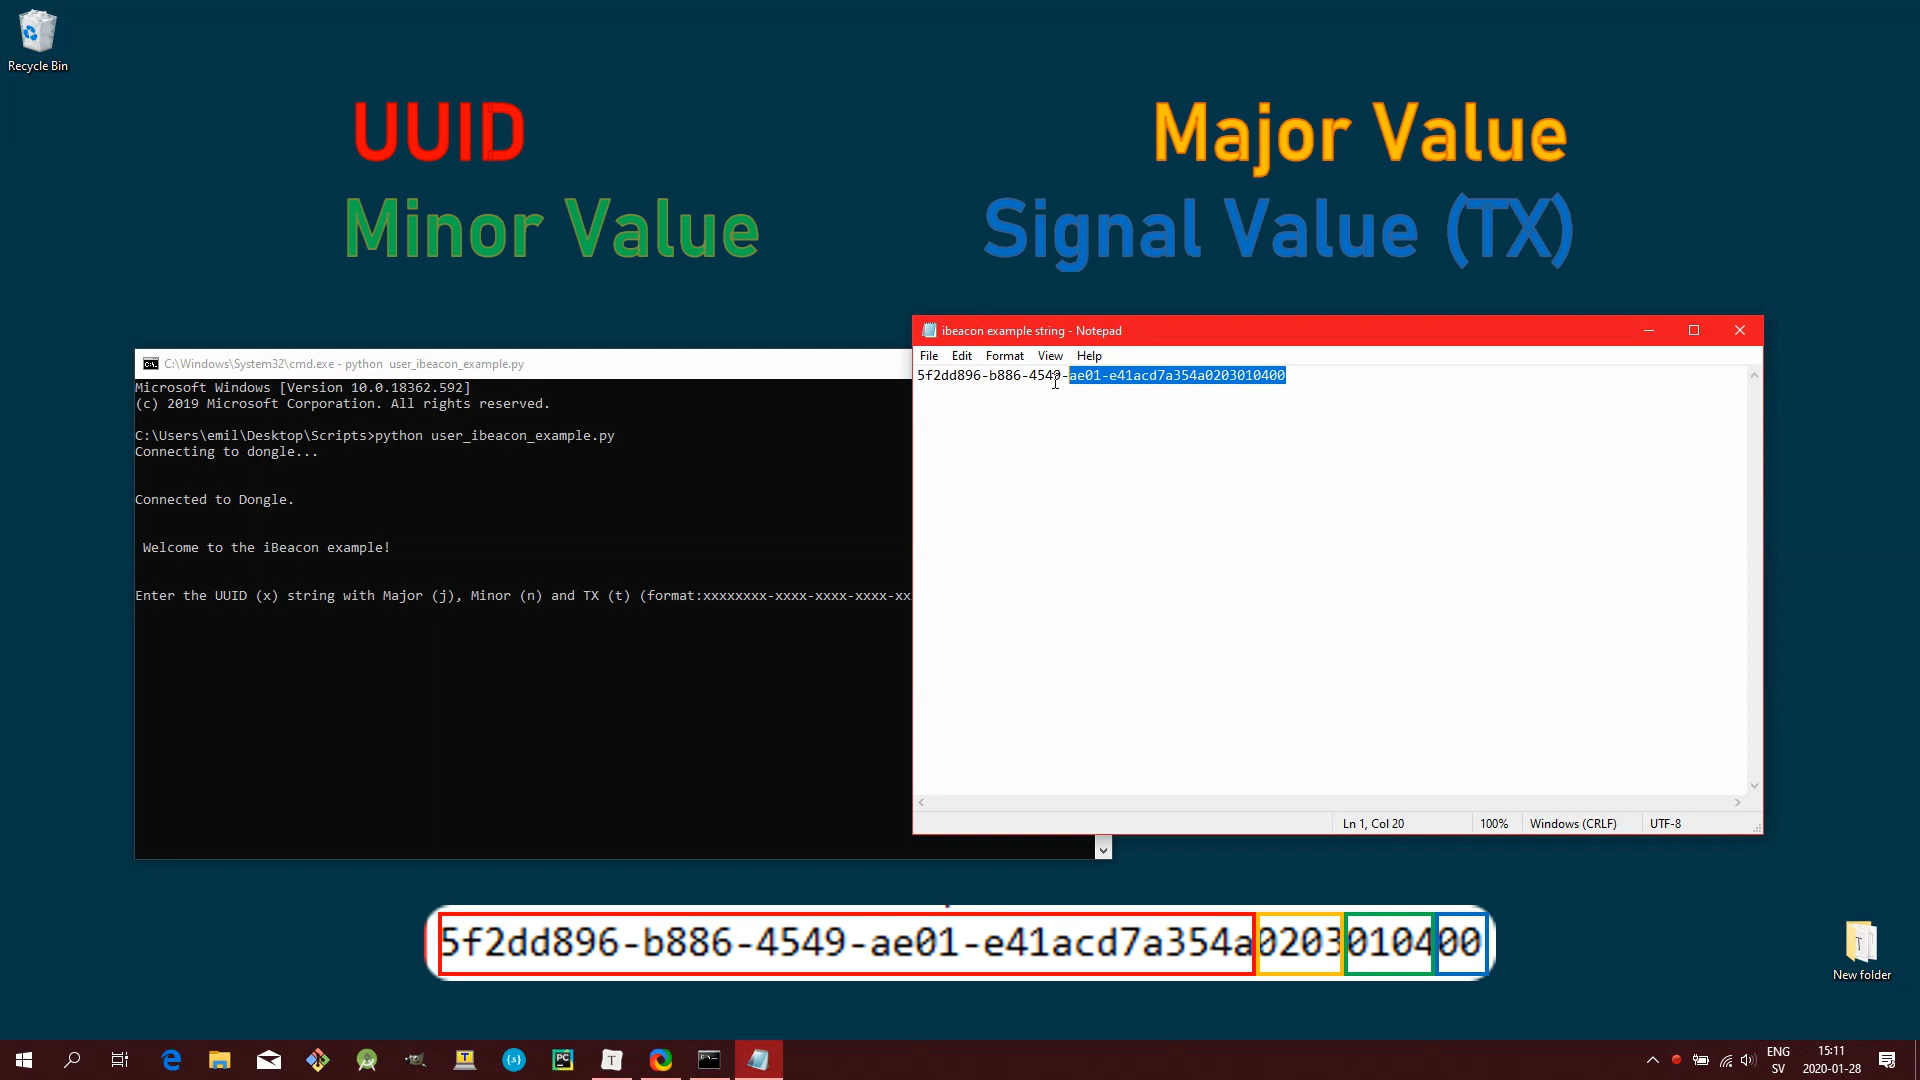 Recycle Bin
UUID
Major Value
Minor Value
Signal Value (TX)
ibeacon example string - Notepad
File Edit Format View Help
5f2dd896-b886-4549-ae01-e41acd7a354a0203010400
Ln 1, Col 20 100% Windows (CRLF) UTF-8
C:\Windows\System32\cmd.exe - python user_ibeacon_example.py
Microsoft Windows [Version 10.0.18362.592]
(c) 2019 Microsoft Corporation. All rights reserved.
C:\Users\emil\Desktop\Scripts>python user_ibeacon_example.py
Connecting to dongle...
Connected to Dongle.
Welcome to the iBeacon example!
Enter the UUID (x) string with Major (j), Minor (n) and TX (t) (format:xxxxxxxx-xxxx-xxxx-xxxx-xx
5f2dd896-b886-4549-ae01-e41acd7a354a0203010400
New folder
ENG
SV
15:11
2020-01-28